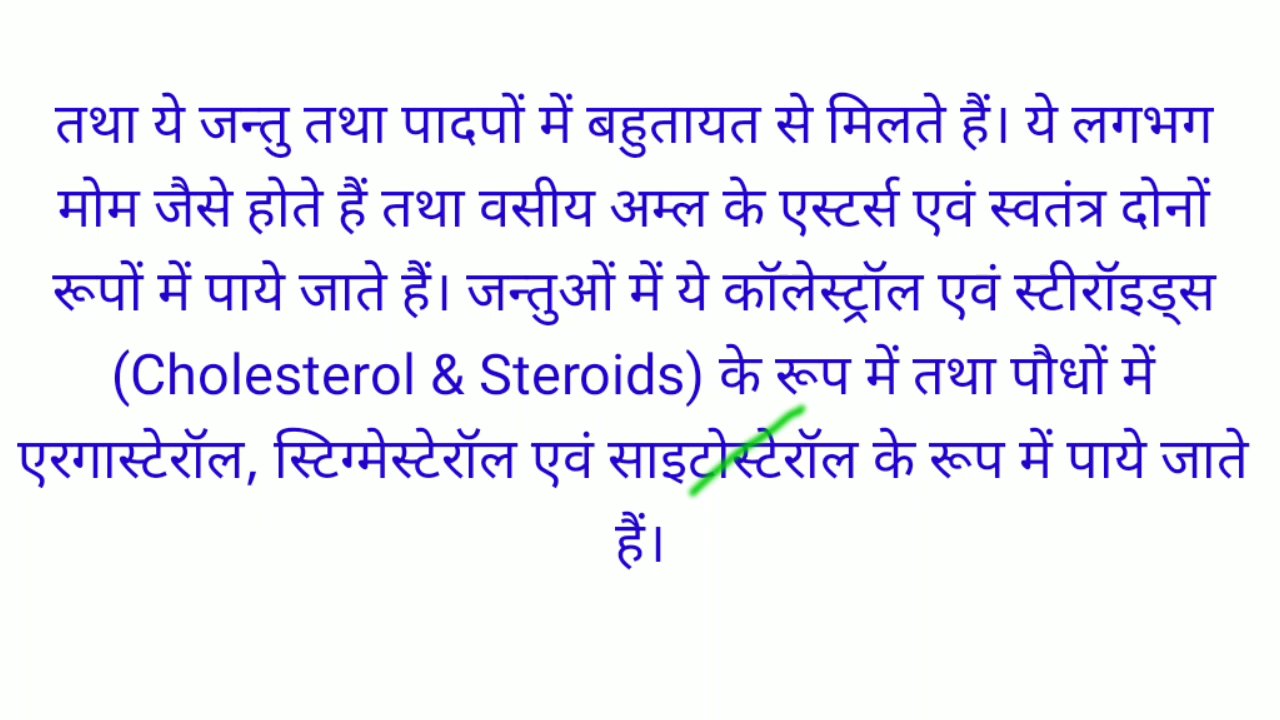 तथा ये जन्तु तथा पादपों में बहुतायत से मिलते हैं। ये लगभग
मोम जैसे होते हैं तथा वसीय अम्ल के एस्टर्स एवं स्वतंत्र दोनों
रूपों में पाये जाते हैं। जन्तुओं में ये कॉलेस्ट्रॉल एवं स्टीरॉइड्स
(Cholesterol & Steroids) के रूप में तथा पौधों में
एरगास्टेरॉल, स्टिग्मेस्टेरॉल एवं साइटोस्टेरॉल के रूप में पाये जाते
हैं।